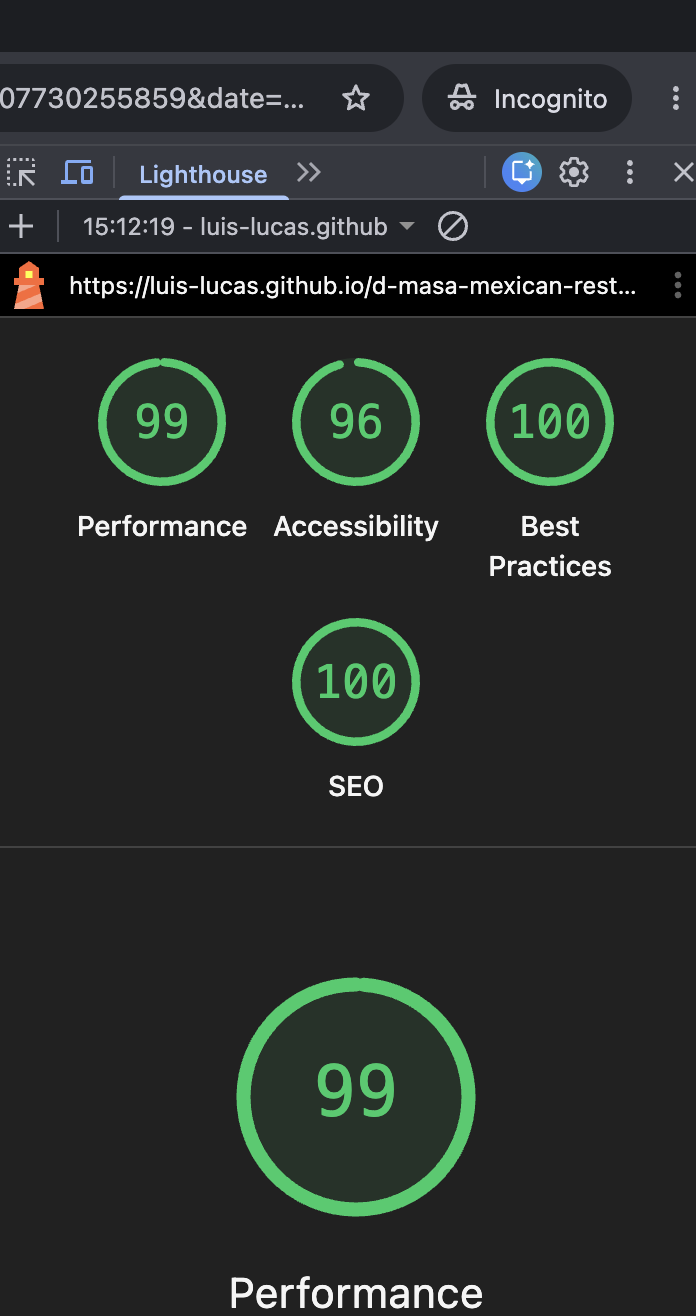 07730255859&date=...
Incognito
Lighthouse
15:12:19 - luis-lucas.github
https://luis-lucas.github.io/d-masa-mexican-rest...
99
96
100
Performance
Accessibility
Best
Practices
100
SEO
99
Performance